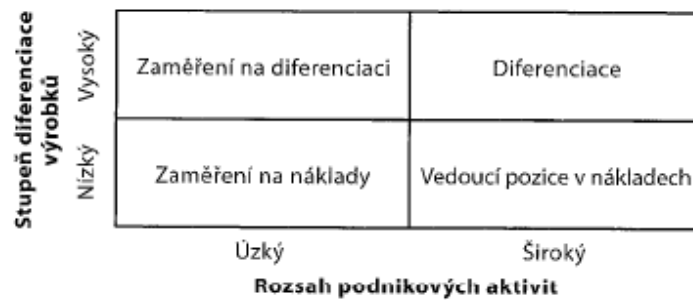 Stupeň diferenciace
výrobků
Vysoký
Nízký
Zaměření na diferenciaci
Diferenciace
Zaměření na náklady
Vedoucí pozice v nákladech
Úzký
Široký
Rozsah podnikových aktivit